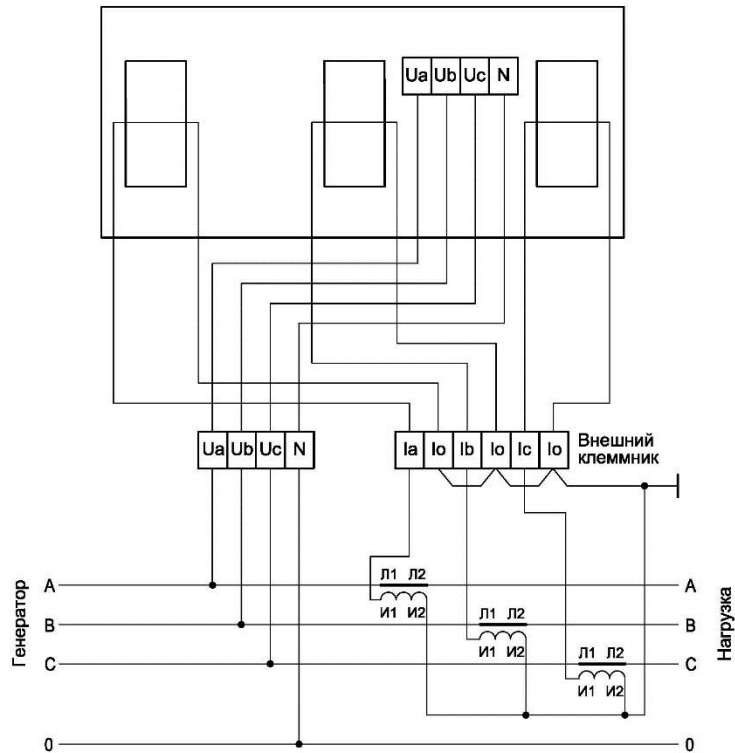 Ua Ub Uc N
Ua Ub Uc N
Ia Io Ib Io Ic Io
Внешний
клеммник
Генератор
Нагрузка
A Л1 Л2 A
И1 И2
B Л1 Л2 B
И1 И2
C Л1 Л2 C
И1 И2
0 0